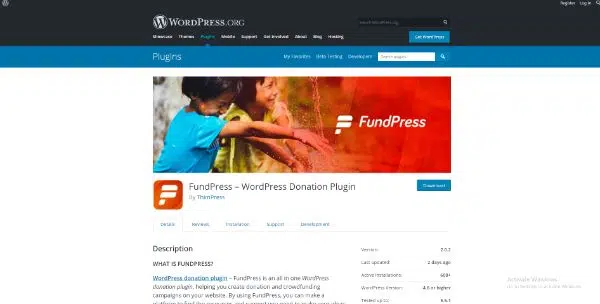 Register Log In
WORDPRESS.ORG
Search WordPress.org
Showcase Themes Plugins Mobile Support Get Involved About Blog Hosting
Get WordPress
Plugins
My Favorites Beta Testing Developers
Search plugins
FundPress
FundPress – WordPress Donation Plugin
By ThimPress
Download
Details Reviews Installation Support Development
Description
WHAT IS FUNDPRESS?
WordPress donation plugin – FundPress is an all in one WordPress
donation plugin, helping you create donation and crowdfunding
campaigns on your website. By using FundPress, you can make a
Version: 2.0.2
Last updated: 2 days ago
Active installations: 600+
WordPress Version: 4.6 or higher
Tested up to:
Activate Windows